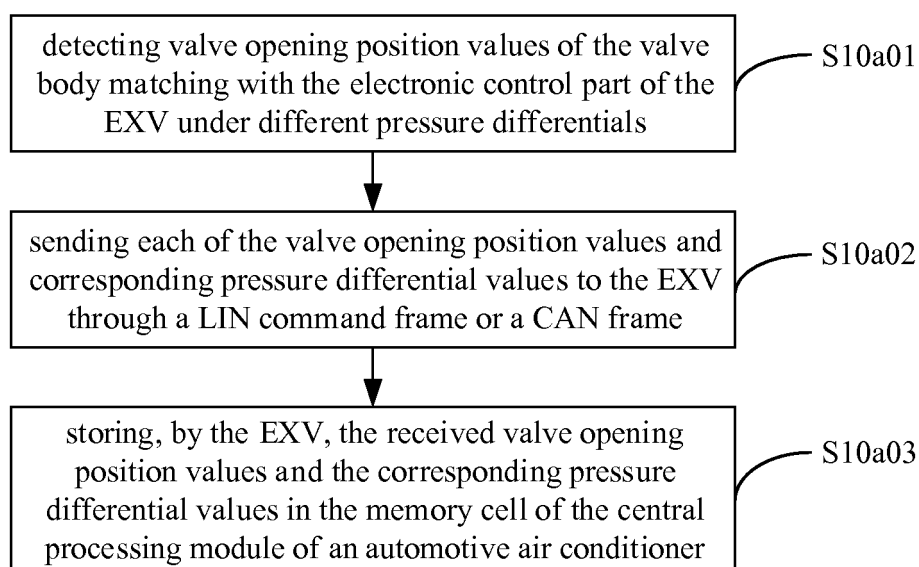 detecting valve opening position values of the valve
body matching with the electronic control part of the
EXV under different pressure differentials
S10a01
sending each of the valve opening position values and
corresponding pressure differential values to the EXV
through a LIN command frame or a CAN frame
S10a02
storing, by the EXV, the received valve opening
position values and the corresponding pressure
differential values in the memory cell of the central
processing module of an automotive air conditioner
S10a03